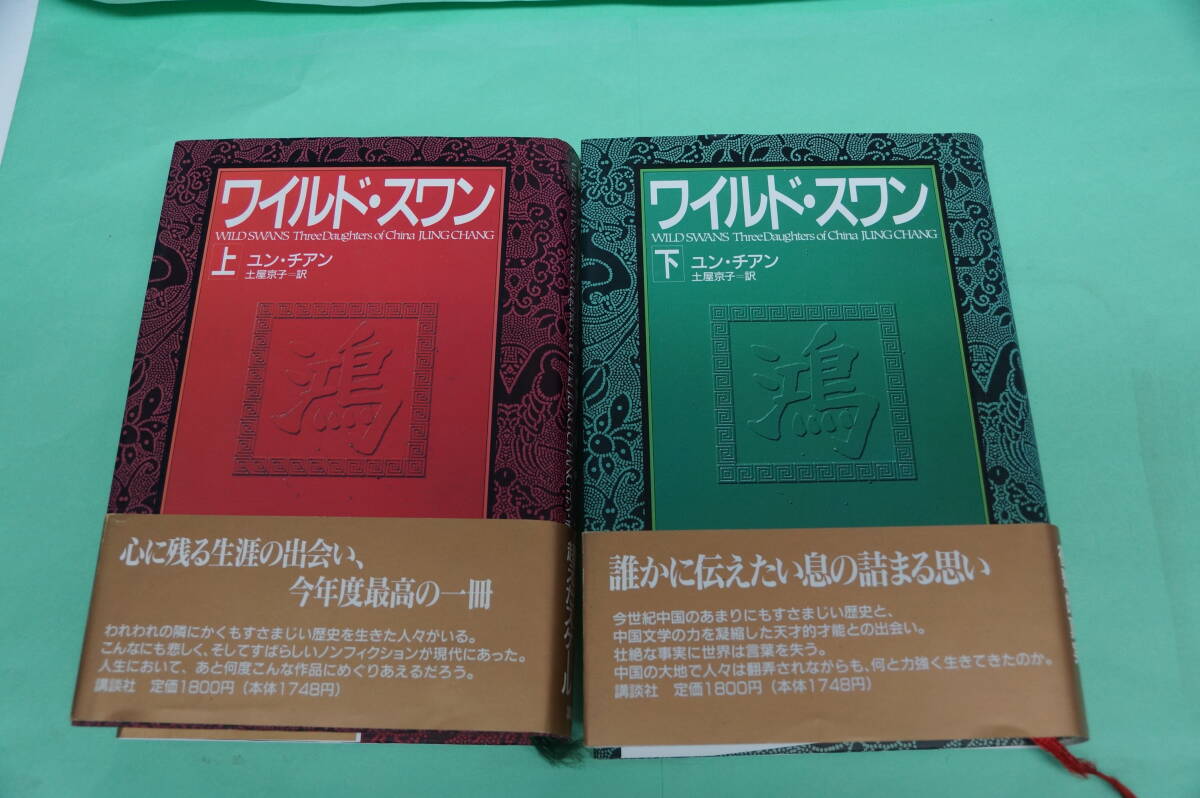 ワイルド・スワン
WILD SWANS Three Daughters of China JUNG CHANG
上 ユン・チアン
土屋京子=訳
鴻
心に残る生涯の出会い、
今年度最高の一冊
われわれの隣にかくもすさまじい歴史を生きた人々がいる。
こんなにも悲しく、そしてすばらしいノンフィクションが現代にあった。
人生において、あと何度こんな作品にめぐりあえるだろう。
講談社 定価1800円(本体1748円)
ワイルド・スワン
WILD SWANS Three Daughters of China JUNG CHANG
下 ユン・チアン
土屋京子=訳
鴻
誰かに伝えたい息の詰まる思い
今世紀中国のあまりにもすさまじい歴史と、
中国文学の力を凝縮した天才的才能との出会い。
壮絶な事実に世界は言葉を失う。
中国の大地で人々は翻弄されながらも、何と力強く生きてきたのか。
講談社 定価1800円(本体1748円)